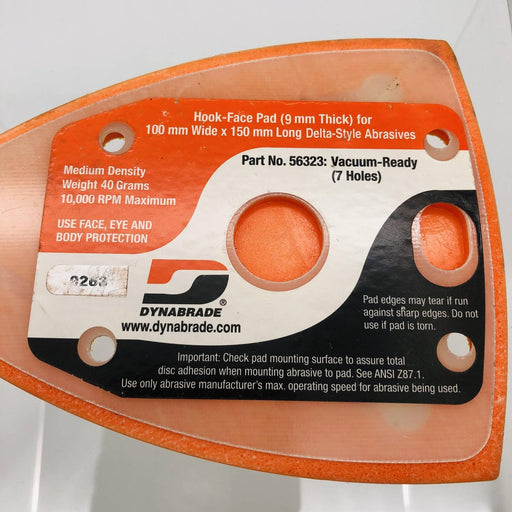 Hook-Face Pad (9 mm Thick) for
100 mm Wide x 150 mm Long Delta-Style Abrasives
Part No. 56323: Vacuum-Ready
(7 Holes)
Medium Density
Weight 40 Grams
10,000 RPM Maximum
USE FACE, EYE AND
BODY PROTECTION
DYNABRADE®
www.dynabrade.com
Pad edges may tear if run
against sharp edges. Do not
use if pad is torn.
Important: Check pad mounting surface to assure total
disc adhesion when mounting abrasive to pad. See ANSI Z87.1.
Use only abrasive manufacturer's max. operating speed for abrasive being used.